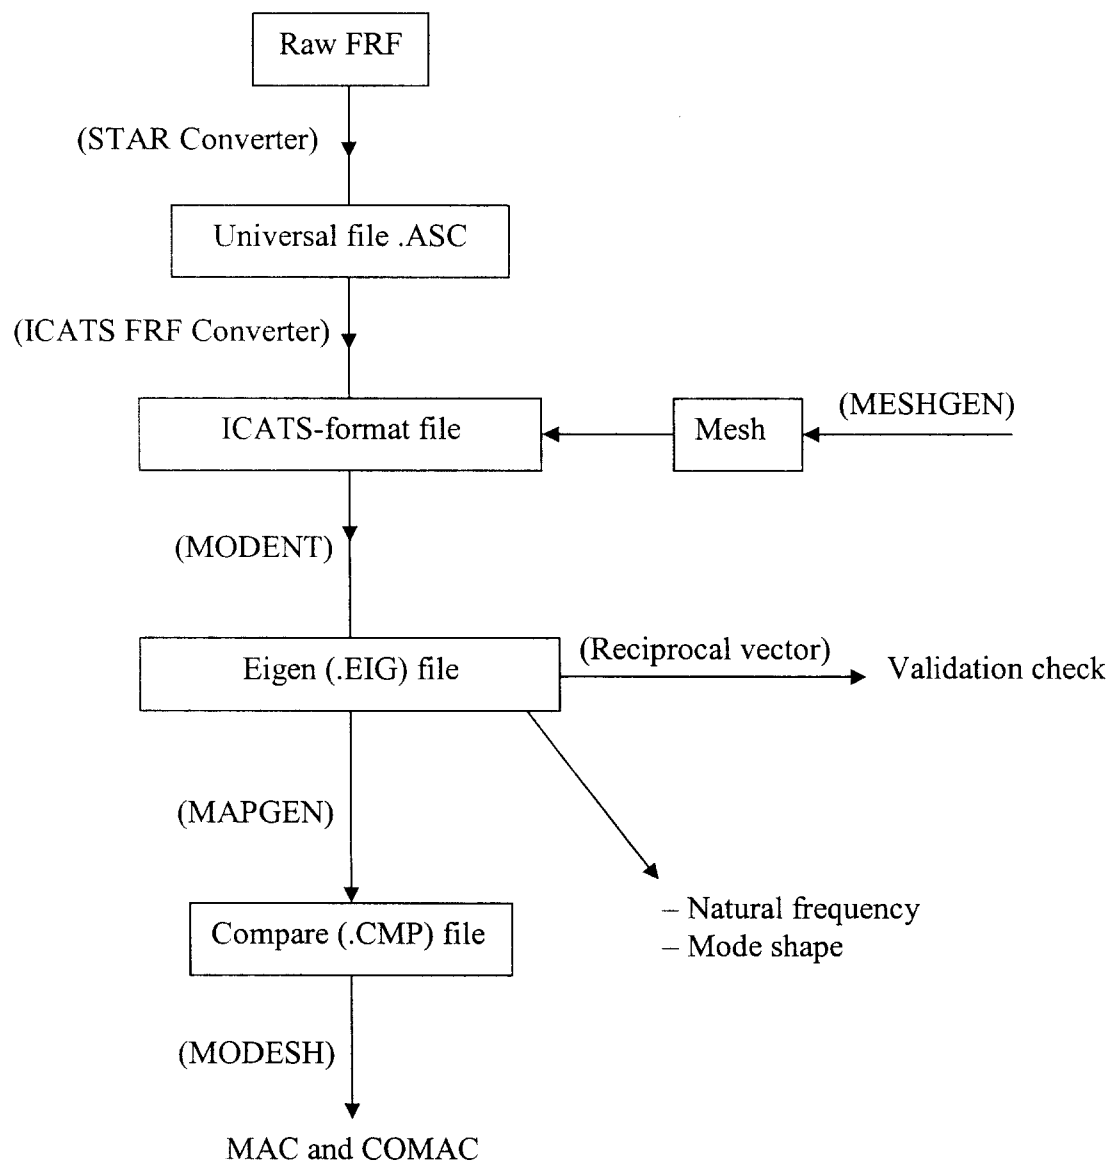 Raw FRF
(STAR Converter)
Universal file .ASC
(ICATS FRF Converter)
ICATS-format file
Mesh
(MESHGEN)
(MODENT)
Eigen (.EIG) file
(Reciprocal vector)
Validation check
(MAPGEN)
– Natural frequency
– Mode shape
Compare (.CMP) file
(MODESH)
MAC and COMAC